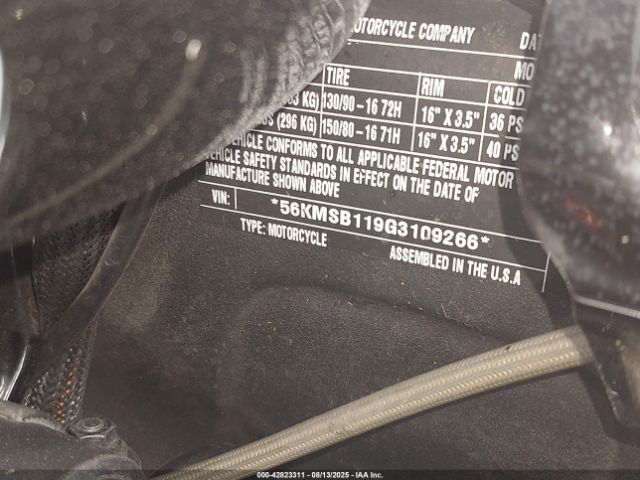 MOTORCYCLE COMPANY DAT
MO
TIRE RIM COLD
KG) 130/90 - 16 72H 16" X 3.5" 36 PS
(296 KG) 150/80 - 16 71H 16" X 3.5" 40 PS
VEHICLE CONFORMS TO ALL APPLICABLE FEDERAL MOTOR
VEHICLE SAFETY STANDARDS IN EFFECT ON THE DATE OF
MANUFACTURE SHOWN ABOVE
VIN: *56KMSB119G3109266*
TYPE: MOTORCYCLE ASSEMBLED IN THE U.S.A
000-42823311 - 08/13/2025 - IAA Inc.